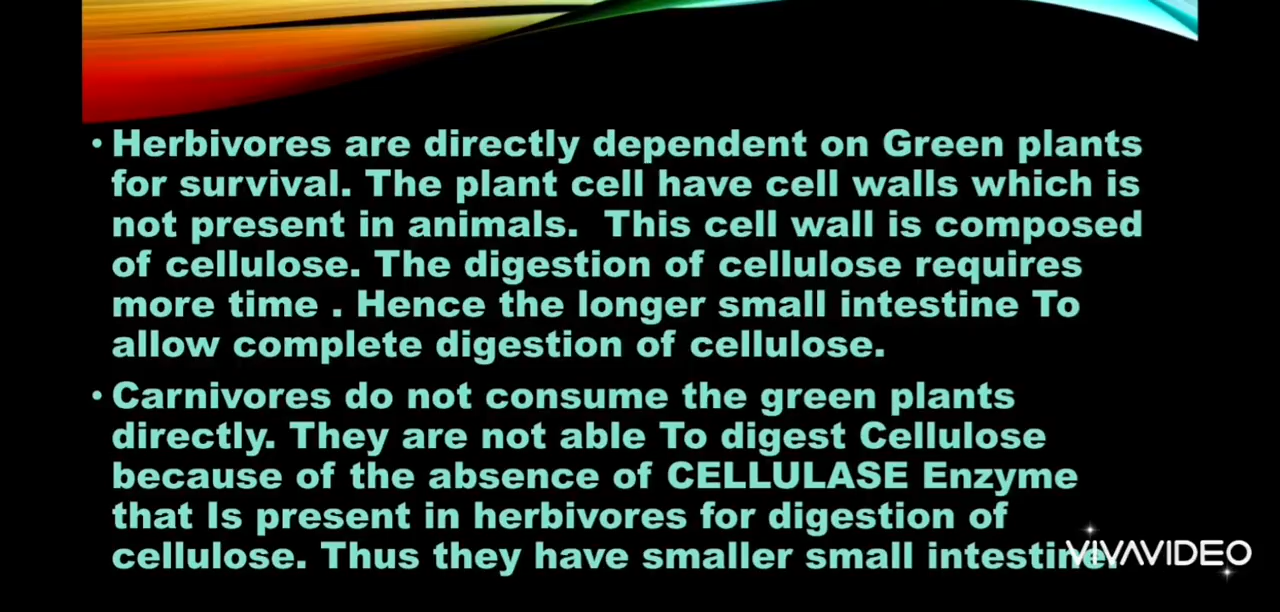 • Herbivores are directly dependent on Green plants
for survival. The plant cell have cell walls which is
not present in animals.  This cell wall is composed
of cellulose. The digestion of cellulose requires
more time . Hence the longer small intestine To
allow complete digestion of cellulose.
• Carnivores do not consume the green plants
directly. They are not able To digest Cellulose
because of the absence of CELLULASE Enzyme
that Is present in herbivores for digestion of
cellulose. Thus they have smaller small intestine.
VIVAVIDEO